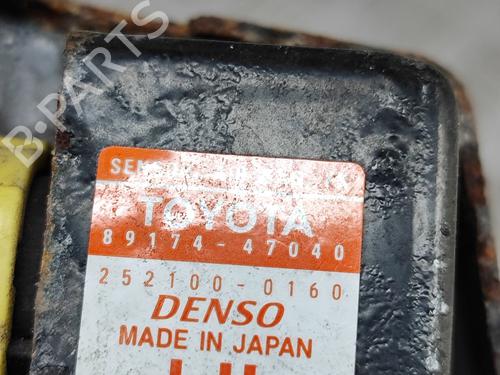 B-PARTS
TOYOTA
89174-47040
252100-0160
DENSO
MADE IN JAPAN